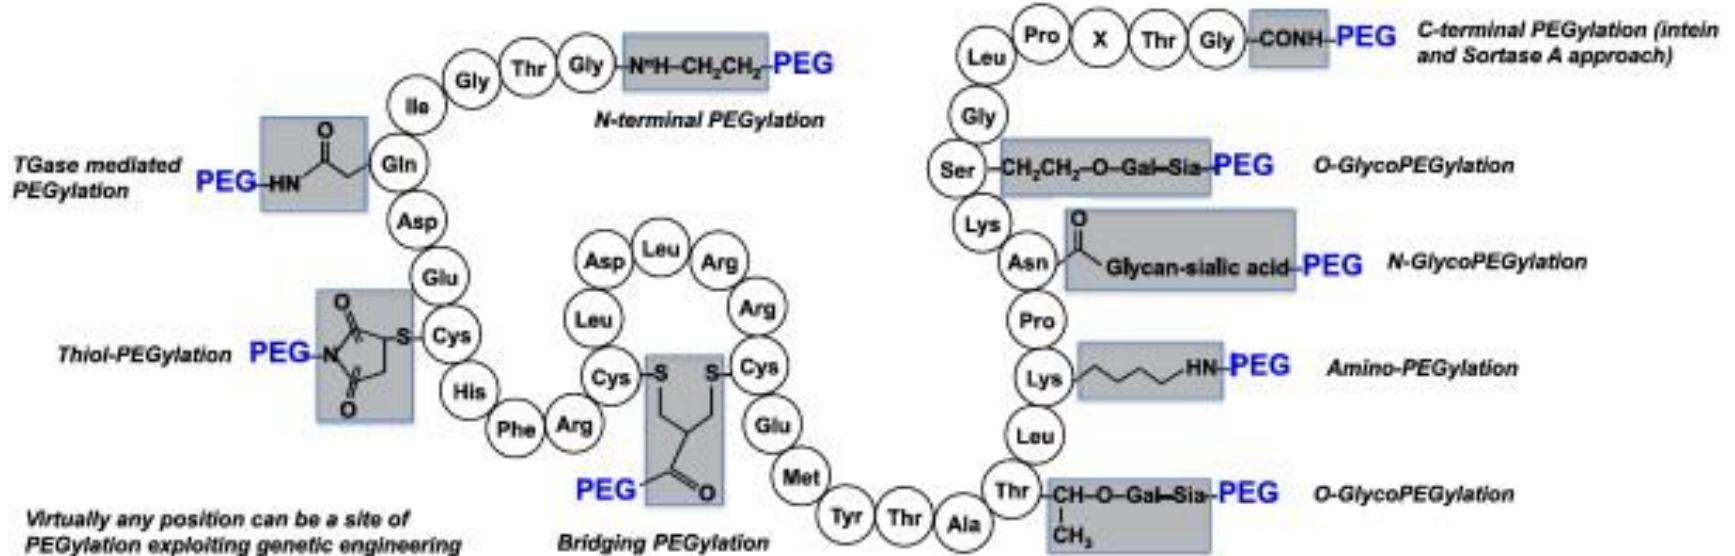 Gly
Thr
Gly
Ile
Gln
Asp
Glu
Cys
His
Phe
Arg
Cys
Leu
Asp
Leu
Arg
Arg
Cys
Glu
Met
Tyr
Thr
Ala
Thr
Leu
Lys
Pro
Asn
Lys
Ser
Gly
Leu
Pro
X
Thr
Gly
NαH–CH₂CH₂–PEG
N-terminal PEGylation
TGase mediated
PEGylation
PEG–HN
O
Thiol-PEGylation
PEG–N
O
O
S
S
S
PEG
O
Bridging PEGylation
CONH–PEG
C-terminal PEGylation (intein
and Sortase A approach)
CH₂CH₂–O–Gal–Sia–PEG
O-GlycoPEGylation
O
Glycan-sialic acid–PEG
N-GlycoPEGylation
HN–PEG
Amino-PEGylation
CH–O–Gal–Sia–PEG
CH₃
O-GlycoPEGylation
Virtually any position can be a site of
PEGylation exploiting genetic engineering